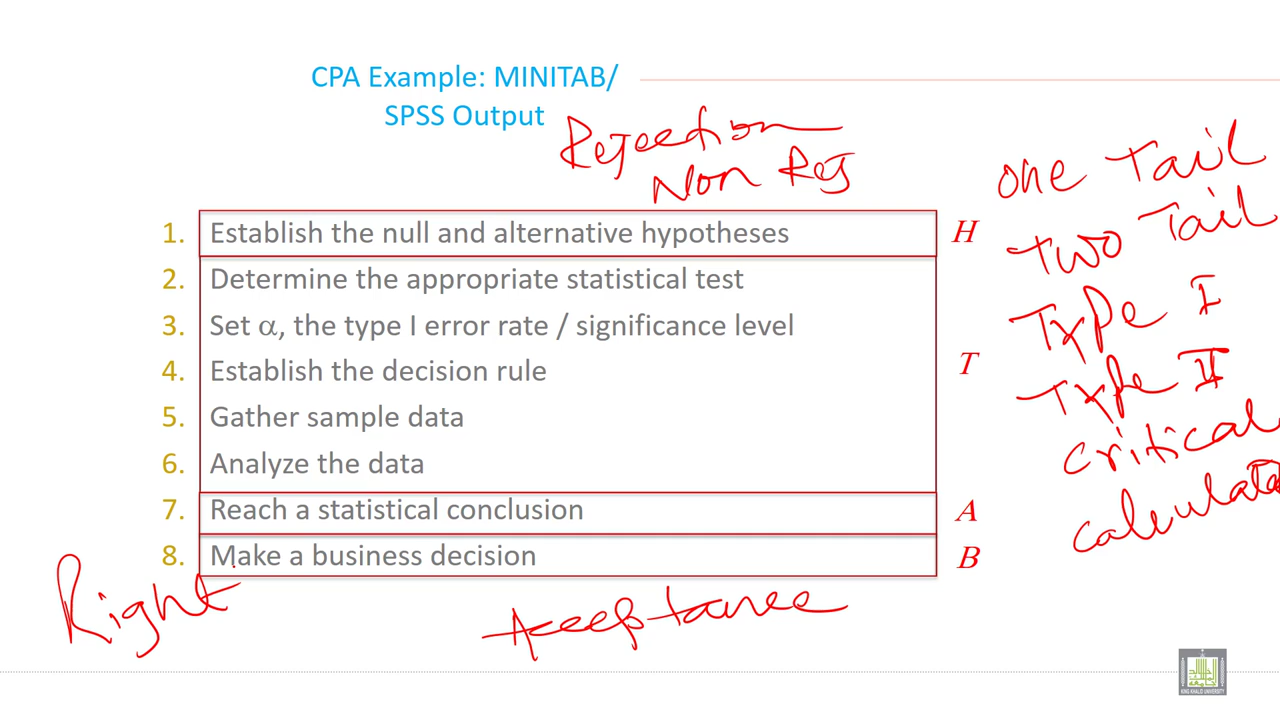 CPA Example: MINITAB/
SPSS Output
Rejection
Non Rej
one Tail
Two Tail
1. Establish the null and alternative hypotheses H
2. Determine the appropriate statistical test
3. Set α, the type I error rate / significance level
Type I
4. Establish the decision rule T
Type II
5. Gather sample data
critical
6. Analyze the data
7. Reach a statistical conclusion A
calculated
8. Make a business decision B
Right
Acceptance
KING KHALID UNIVERSITY